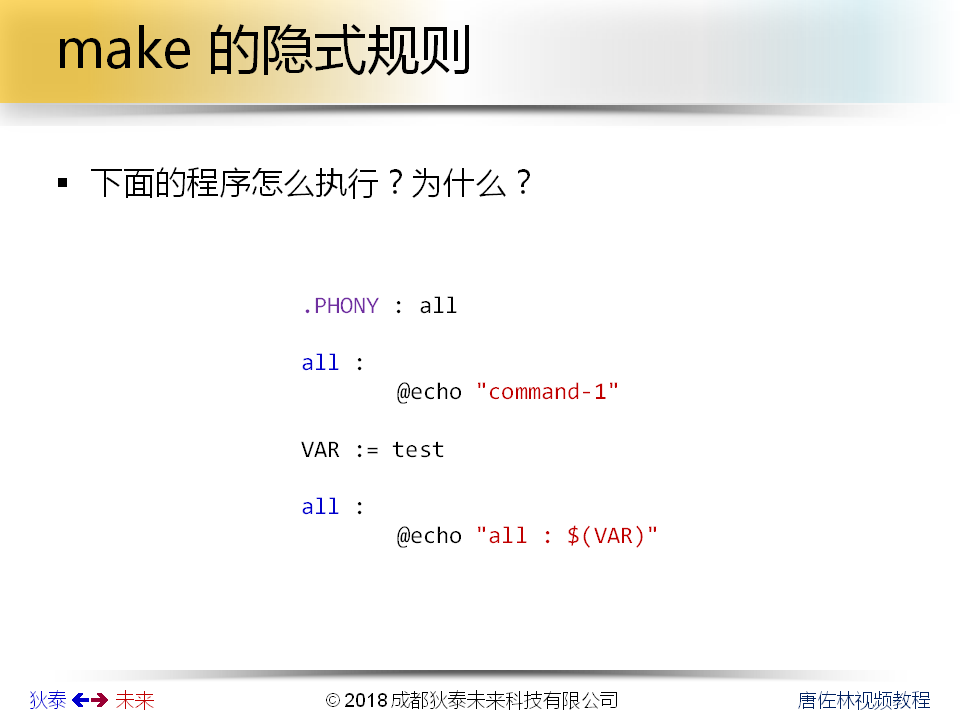 make 的隐式规则
▪ 下面的程序怎么执行？为什么？
.PHONY : all
all :
@echo "command-1"
VAR := test
all :
@echo "all : $(VAR)"
狄泰 未来
© 2018 成都狄泰未来科技有限公司
唐佐林视频教程